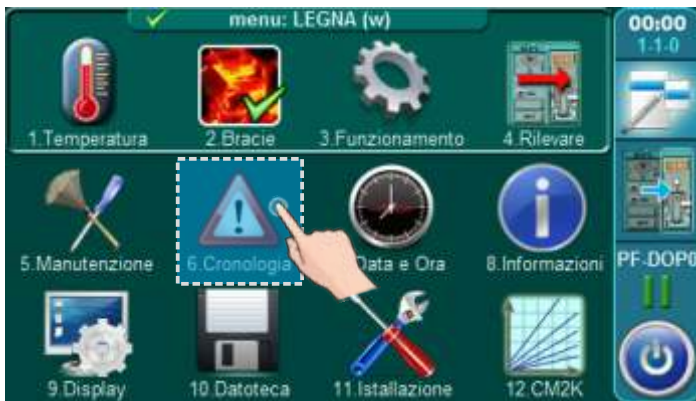 menu: LEGNA (w)
00:00
1-1-0
1.Temperatura
2.Bracie
3.Funzionamento
4.Rilevare
5.Manutenzione
6.Cronologia
Data e Ora
8.Informazioni
PF-DOP0
9.Display
10.Datoteca
11.Istallazione
12.CM2K